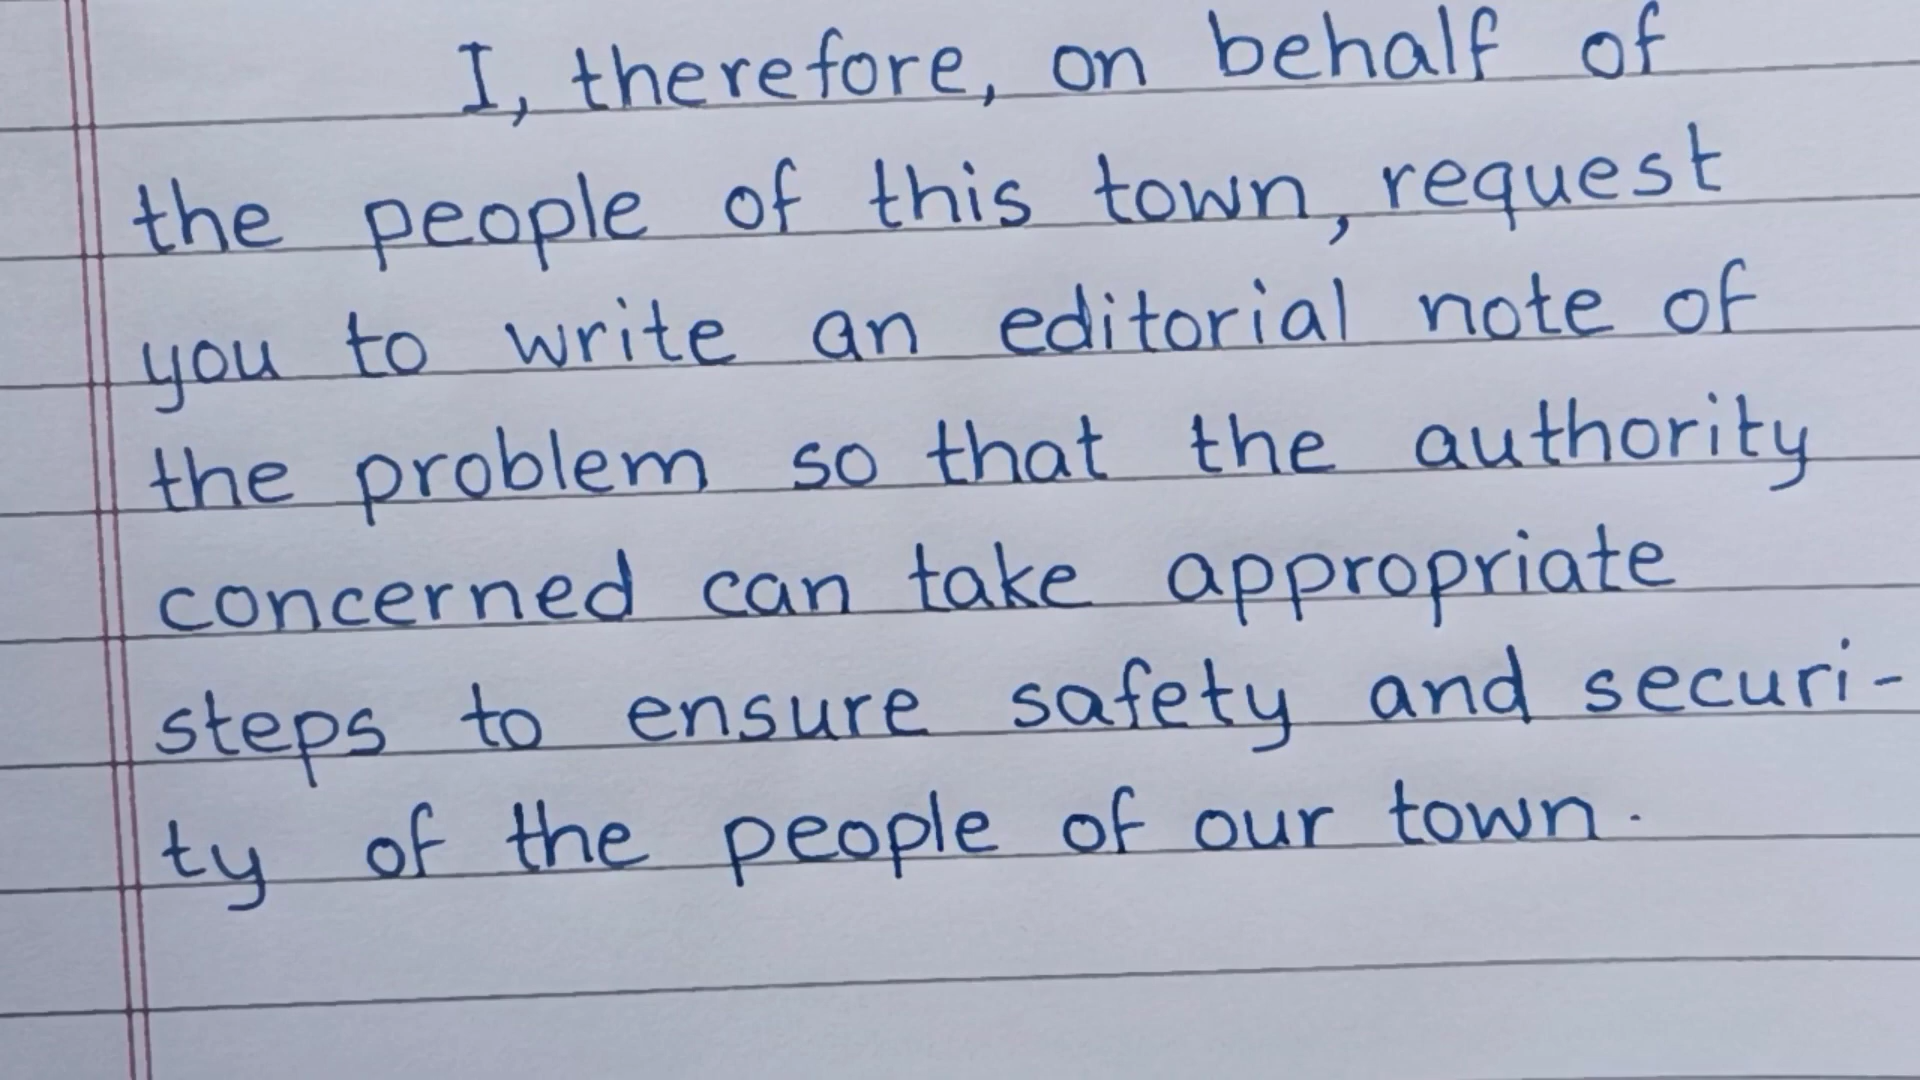 I, therefore, on behalf of
the people of this town, request
you to write an editorial note of
the problem so that the authority
concerned can take appropriate
steps to ensure safety and securi-
ty of the people of our town.